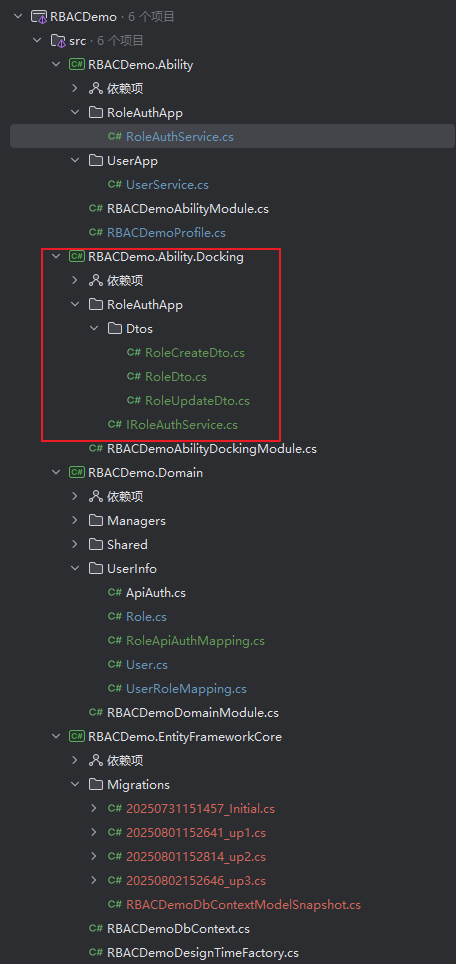 RBACDemo · 6 个项目
src · 6 个项目
C# RBACDemo.Ability
依赖项
RoleAuthApp
C# RoleAuthService.cs
UserApp
C# UserService.cs
C# RBACDemoAbilityModule.cs
C# RBACDemoProfile.cs
C# RBACDemo.Ability.Docking
依赖项
RoleAuthApp
Dtos
C# RoleCreateDto.cs
C# RoleDto.cs
C# RoleUpdateDto.cs
C# IRoleAuthService.cs
C# RBACDemoAbilityDockingModule.cs
C# RBACDemo.Domain
依赖项
Managers
Shared
UserInfo
C# ApiAuth.cs
C# Role.cs
C# RoleApiAuthMapping.cs
C# User.cs
C# UserRoleMapping.cs
C# RBACDemoDomainModule.cs
C# RBACDemo.EntityFrameworkCore
依赖项
Migrations
C# 20250731151457_Initial.cs
C# 20250801152641_up1.cs
C# 20250801152814_up2.cs
C# 20250802152646_up3.cs
C# RBACDemoDbContextModelSnapshot.cs
C# RBACDemoDbContext.cs
C# RBACDemoDesignTimeFactory.cs